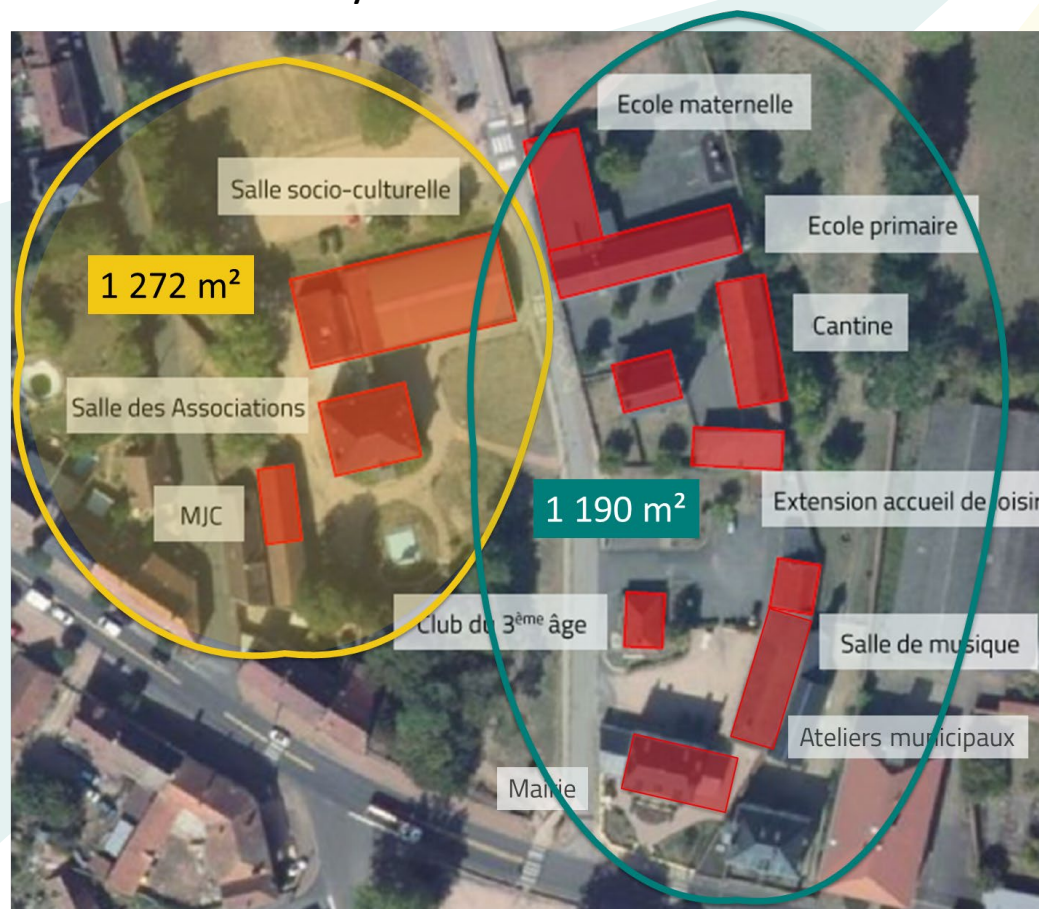 Ecole maternelle
Salle socio-culturelle
Ecole primaire
1 272 m²
Cantine
Salle des Associations
Extension accueil de loisir
1 190 m²
MJC
Club du 3ème âge
Salle de musique
Ateliers municipaux
Mairie